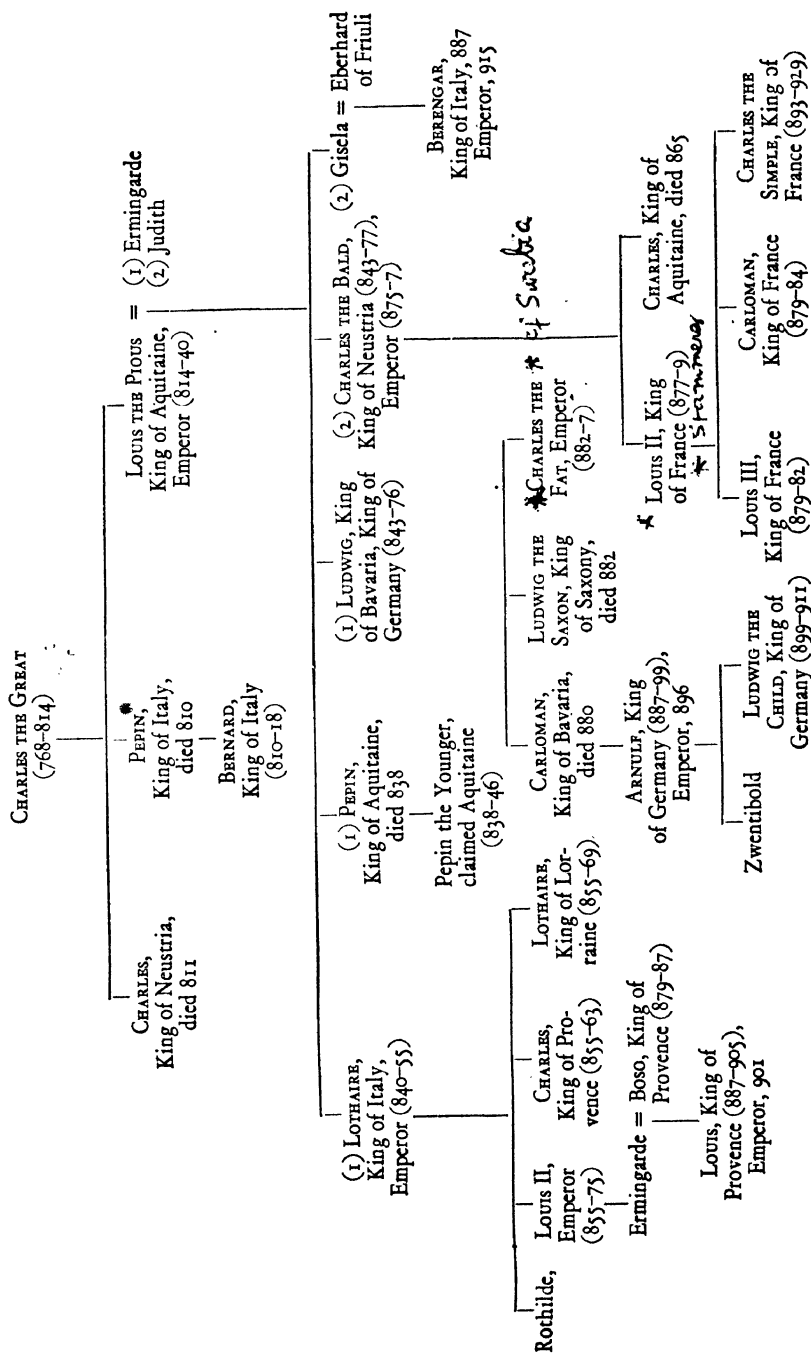 CHARLES THE GREAT
(768–814)
CHARLES,
King of Neustria,
died 811
PEPIN,*
King of Italy,
died 810
BERNARD,
King of Italy
(810–18)
LOUIS THE PIOUS
King of Aquitaine,
Emperor (814–40)
= (1) Ermingarde
(2) Judith
(1) LOTHAIRE,
King of Italy,
Emperor (840–55)
(1) PEPIN,
King of Aquitaine,
died 838
Pepin the Younger,
claimed Aquitaine
(838–46)
(1) LUDWIG, King
of Bavaria, King of
Germany (843–76)
(2) CHARLES THE BALD,
King of Neustria (843–77),
Emperor (875–7)
(2) Gisela = Eberhard
of Friuli
BERENGAR,
King of Italy, 887
Emperor, 915
Rothilde,
LOUIS II,
Emperor
(855–75)
CHARLES,
King of Pro-
vence (855–63)
LOTHAIRE,
King of Lor-
raine (855–69)
Ermingarde = Boso, King of
Provence (879–87)
LOUIS, King of
Provence (887–905),
Emperor, 901
CARLOMAN,
King of Bavaria,
died 880
LUDWIG THE
SAXON, King
of Saxony,
died 882
*CHARLES THE * of Swabia
FAT, Emperor
(882–7)
ARNULF, King
of Germany (887–99),
Emperor, 896
Zwentibold
LUDWIG THE
CHILD, King of
Germany (899–911)
* LOUIS II, King
of France (877–9)
* Stammerer
CHARLES, King of
Aquitaine, died 865
LOUIS III,
King of France
(879–82)
CARLOMAN,
King of France
(879–84)
CHARLES THE
SIMPLE, King of
France (893–929)